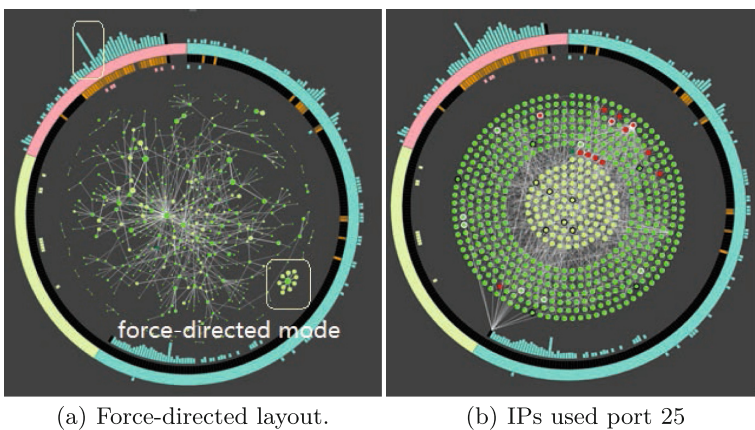 force-directed mode
(a) Force-directed layout.
(b) IPs used port 25